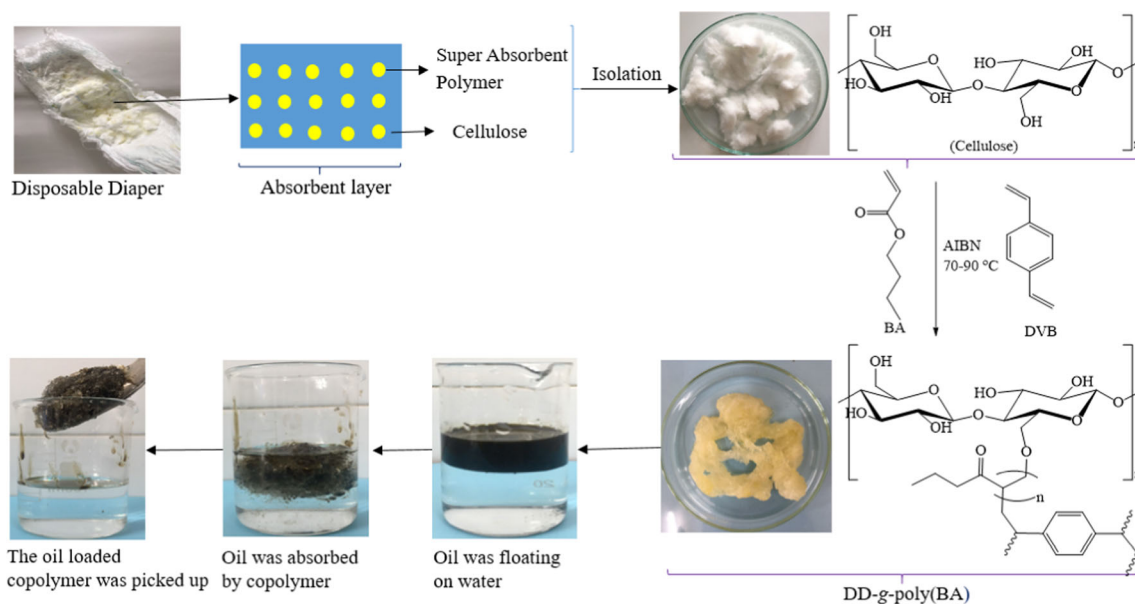 Disposable Diaper
Super Absorbent
Polymer
Cellulose
Absorbent layer
Isolation
OH
HO
OH
O
O
HO
OH
O
OH
O
(Cellulose)
O
O
BA
AIBN
70-90 °C
DVB
OH
HO
OH
O
O
HO
OH
O
O
O
O
n
DD-g-poly(BA)
Oil was floating
on water
Oil was absorbed
by copolymer
The oil loaded
copolymer was picked up